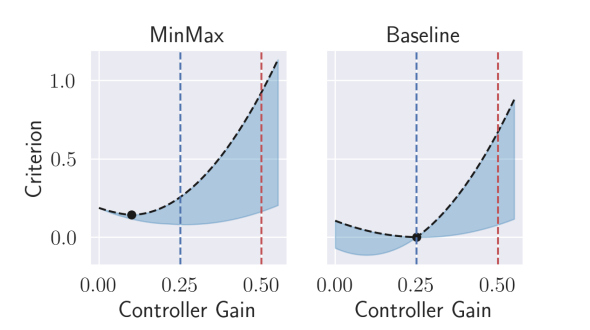 MinMax
Baseline
Criterion
1.0
0.5
0.0
0.00 0.25 0.50
0.00 0.25 0.50
Controller Gain
Controller Gain